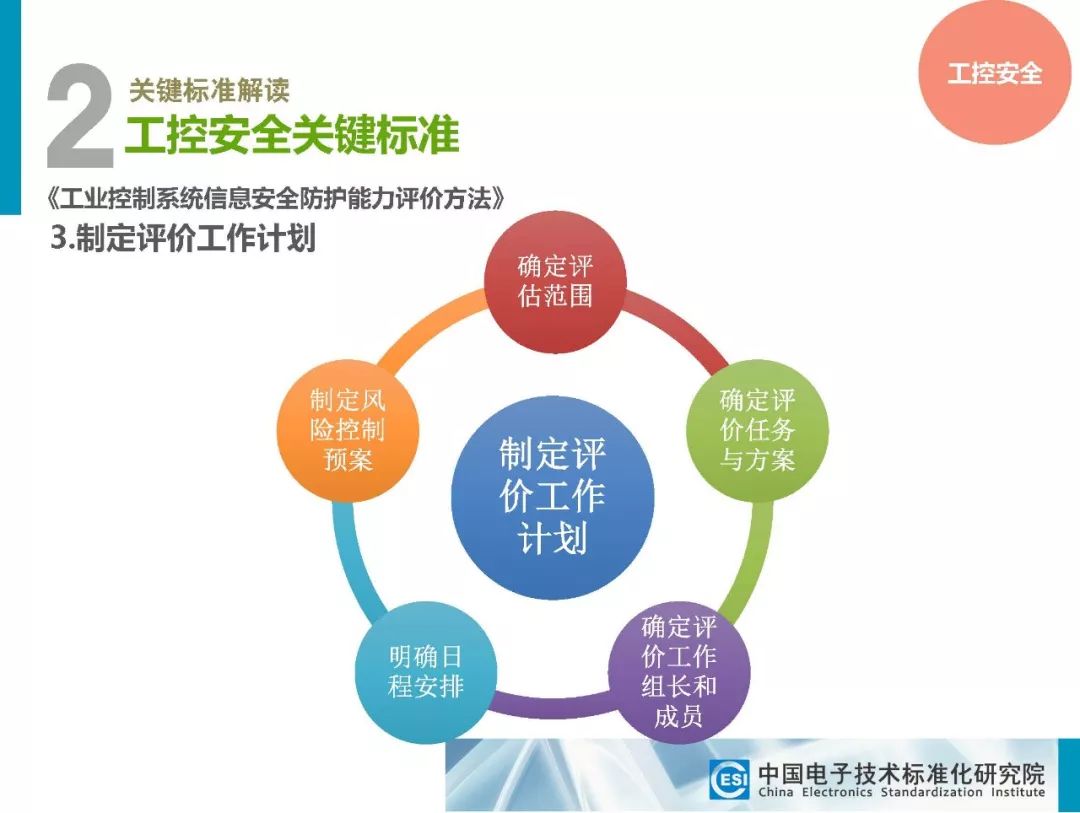 工控安全
2
关键标准解读
工控安全关键标准
《工业控制系统信息安全防护能力评价方法》
3.制定评价工作计划
确定评
估范围
制定风
险控制
预案
确定评
价任务
与方案
制定评
价工作
计划
明确日
程安排
确定评
价工作
组长和
成员
CESI
中国电子技术标准化研究院
China Electronics Standardization Institute